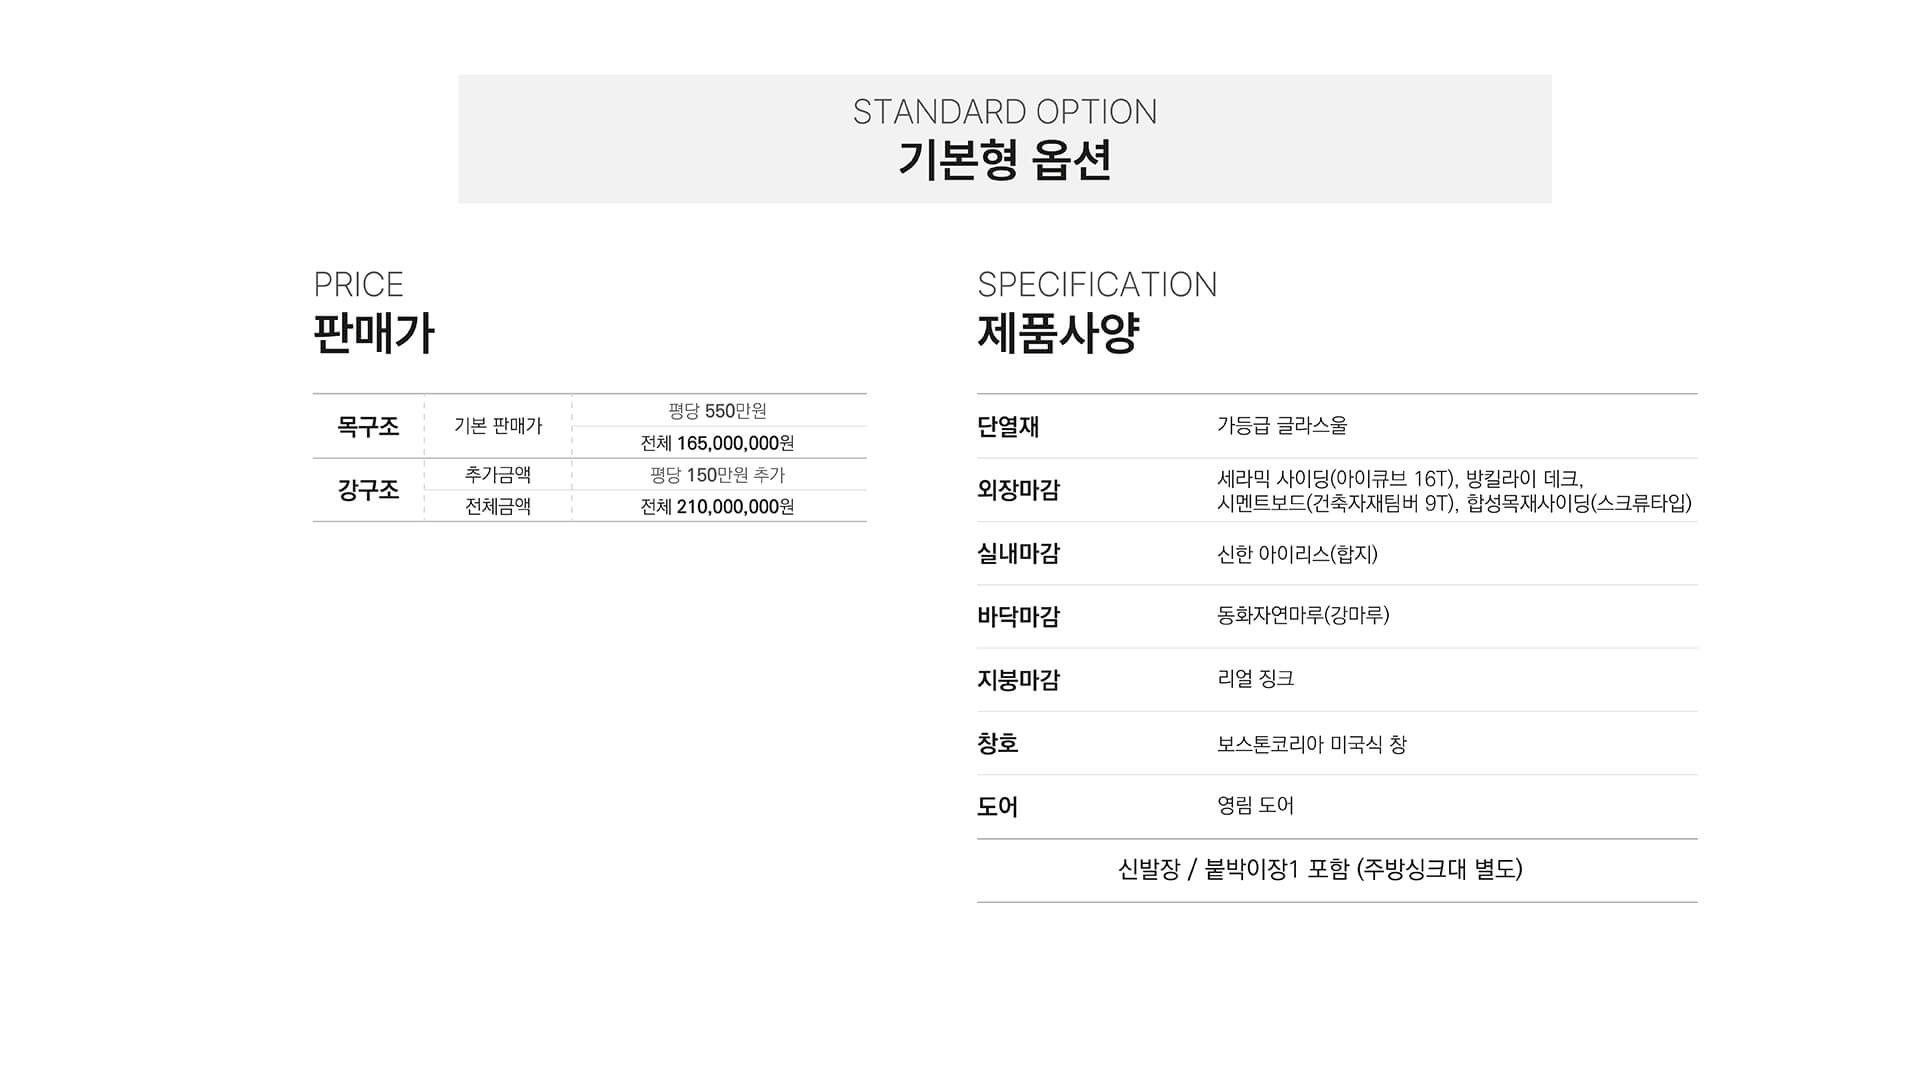 STANDARD OPTION
기본형 옵션
PRICE
판매가
목구조 기본 판매가 평당 550만원
전체 165,000,000원
강구조 추가금액 평당 150만원 추가
전체금액 전체 210,000,000원
SPECIFICATION
제품사양
단열재 가등급 글라스울
외장마감 세라믹 사이딩(아이큐브 16T), 방킬라이 데크,
시멘트보드(건축자재팀버 9T), 합성목재사이딩(스크류타입)
실내마감 신한 아이리스(합지)
바닥마감 동화자연마루(강마루)
지붕마감 리얼 징크
창호 보스톤코리아 미국식 창
도어 영림 도어
신발장 / 붙박이장1 포함 (주방싱크대 별도)